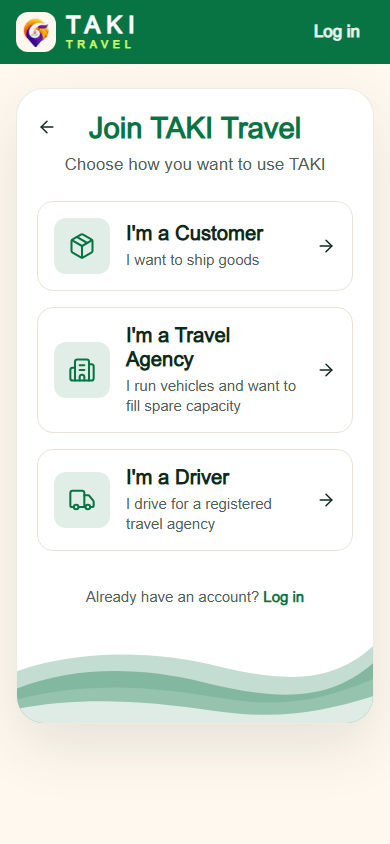 TAKI
TRAVEL
Log in
Join TAKI Travel
Choose how you want to use TAKI
I'm a Customer
I want to ship goods
I'm a Travel
Agency
I run vehicles and want to
fill spare capacity
I'm a Driver
I drive for a registered
travel agency
Already have an account? Log in